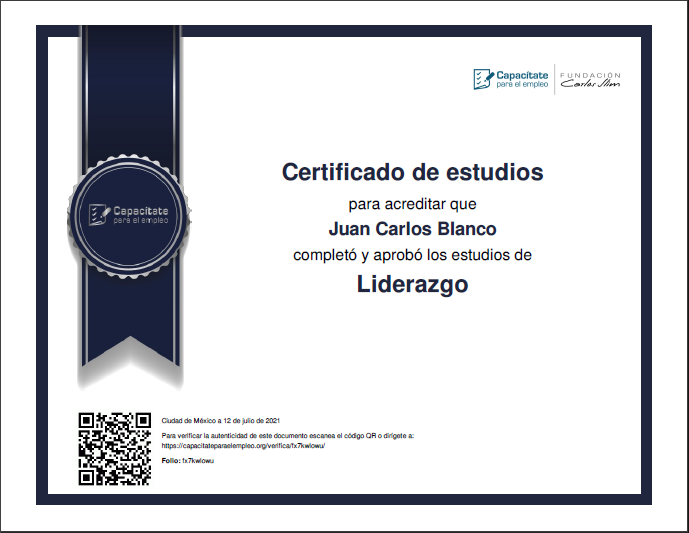 Capacítate
para el empleo
FUNDACIÓN
Carlos Slim
Capacítate
para el empleo
Certificado de estudios
para acreditar que
Juan Carlos Blanco
completó y aprobó los estudios de
Liderazgo
Ciudad de México a 12 de julio de 2021
Para verificar la autenticidad de este documento escanea el código QR o dirígete a:
https://capacitateparaelempleo.org/verifica/fx7kwlowu/
Folio: fx7kwlowu